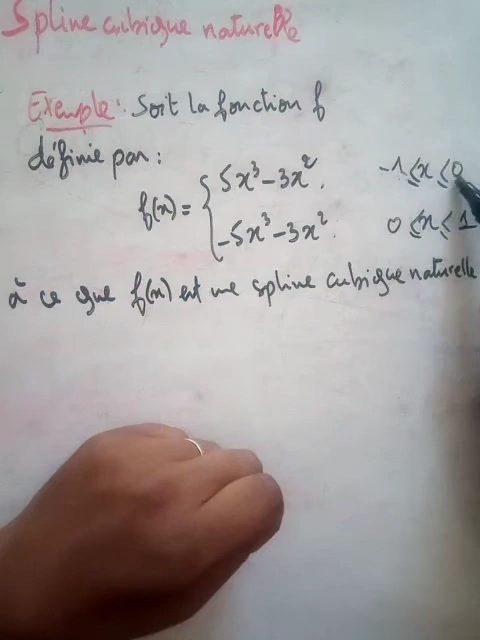 Spline cubique naturelle
Exemple: Soit la fonction f
définie par:
f(x) = { 5x³-3x². -1≤x≤0
-5x³-3x². 0≤x≤1
à ce que f(x) est une spline cubique naturelle